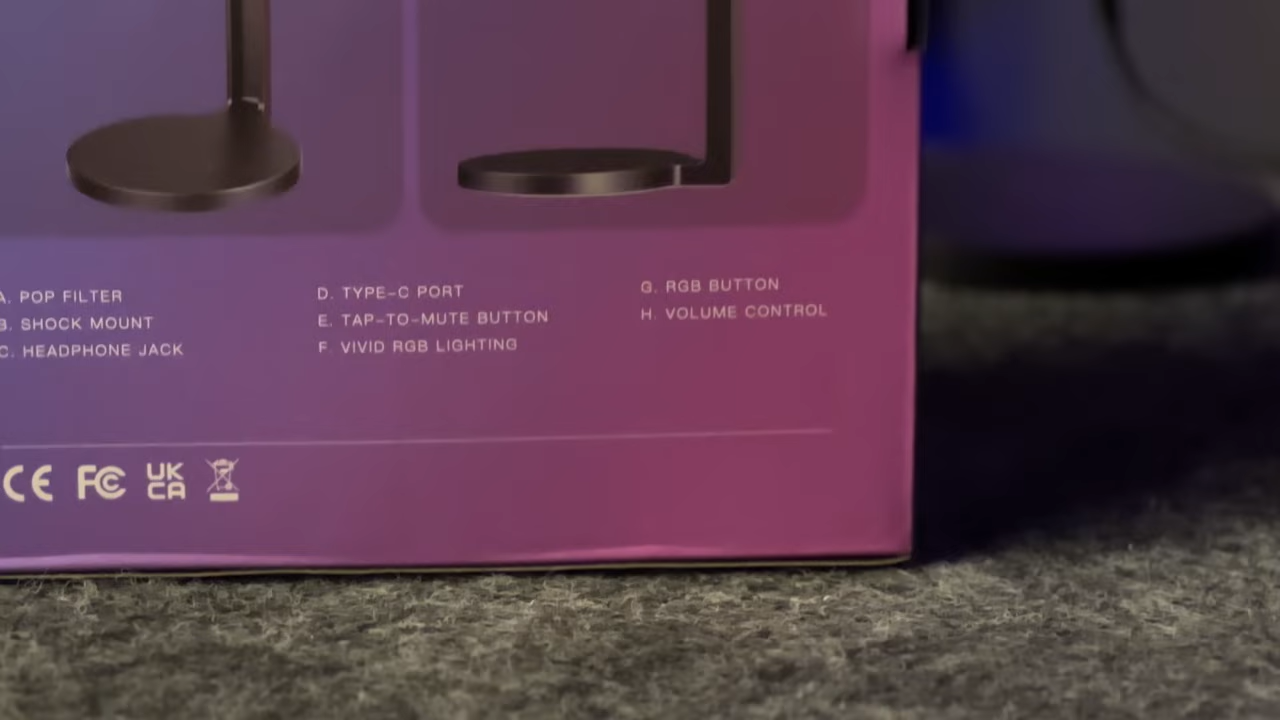 A. POP FILTER
B. SHOCK MOUNT
C. HEADPHONE JACK
D. TYPE-C PORT
E. TAP-TO-MUTE BUTTON
F. VIVID RGB LIGHTING
G. RGB BUTTON
H. VOLUME CONTROL
CE FC UK CA